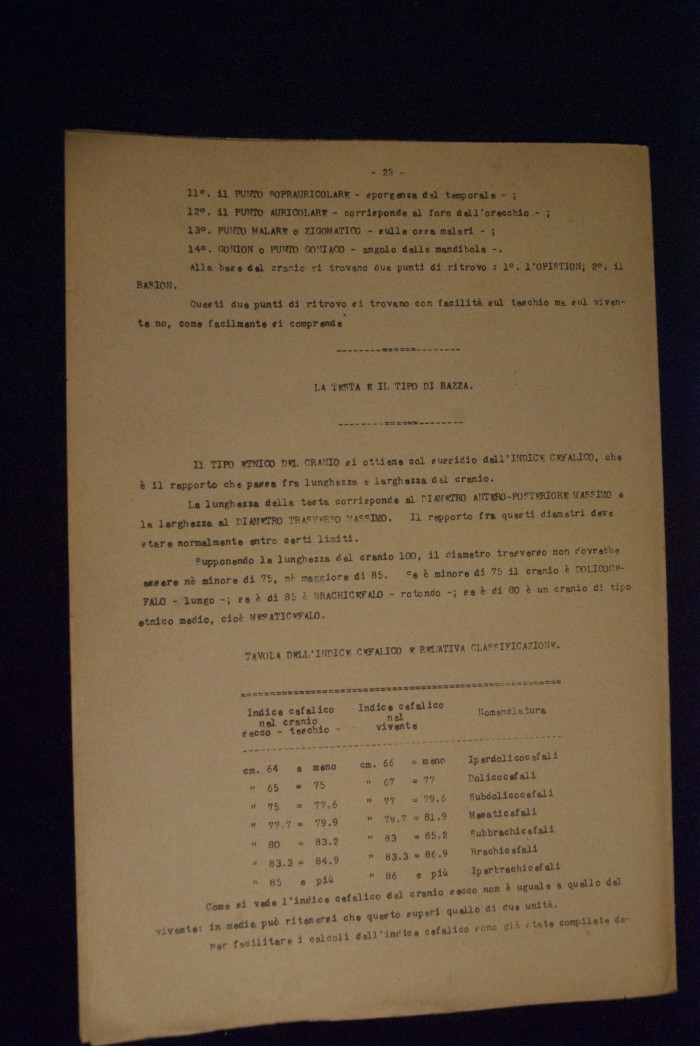 - 22 -
11º. il PUNTO SOPRAURICOLARE - sporgenza del temporale - ;
12º. il PUNTO AURICOLARE - corrisponde al foro dell'orecchio - ;
13º. PUNTO MALARE o ZIGOMATICO - sulle ossa malari - ;
14º. GONION o PUNTO GONIACO - angolo della mandibola -.
Alla base del cranio si trovano due punti di ritrovo : 1º. l'OPISTION; 2º. il
BASION.
Questi due punti di ritrovo si trovano con facilità sul teschio ma sul viven-
te no, come facilmente si comprende
--------======--------
LA TESTA E IL TIPO DI RAZZA.
--------======--------
Il TIPO ETNICO DEL CRANIO si ottiene col sussidio dell'INDICE CEFALICO, che
è il rapporto che passa fra lunghezza e larghezza del cranio.
La lunghezza della testa corrisponde al DIAMETRO ANTERO-POSTERIORE MASSIMO e
la larghezza al DIAMETRO TRASVERSO MASSIMO. Il rapporto fra questi diametri deve
stare normalmente entro certi limiti.
Supponendo la lunghezza del cranio 100, il diametro trasverso non dovrebbe
essere nè minore di 75, nè maggiore di 85. Se è minore di 75 il cranio è DOLICOCE-
FALO - lungo -; se è di 85 è BRACHICEFALO - rotondo -; se è di 80 è un cranio di tipo
etnico medio, cioè MESATICEFALO.
TAVOLA DELL'INDICE CEFALICO E RELATIVA CLASSIFICAZIONE.
Indice cefalico Indice cefalico Nomenclatura
nel cranio nel
secco - teschio - vivente
cm. 64 e meno cm. 66 = meno Iperdolicocefali
" 65 = 75 " 67 = 77 Dolicocefali
" 75 = 77.6 " 77 = 79.6 Subdolicocefali
" 77.7 = 79.9 " 79.7 = 81.9 Mesaticefali
" 80 = 83.2 " 83 = 85.2 Subbrachicefali
" 83.3 = 84.9 " 83.3 = 86.9 Brachicefali
" 85 e più " 86 e più Iperbrachicefali
Come si vede l'indice cefalico del cranio secco non è uguale a quello del
vivente: in media può ritenersi che questo superi quello di due unità.
Per facilitare i calcoli dell'indice cefalico sono già state compilate de-